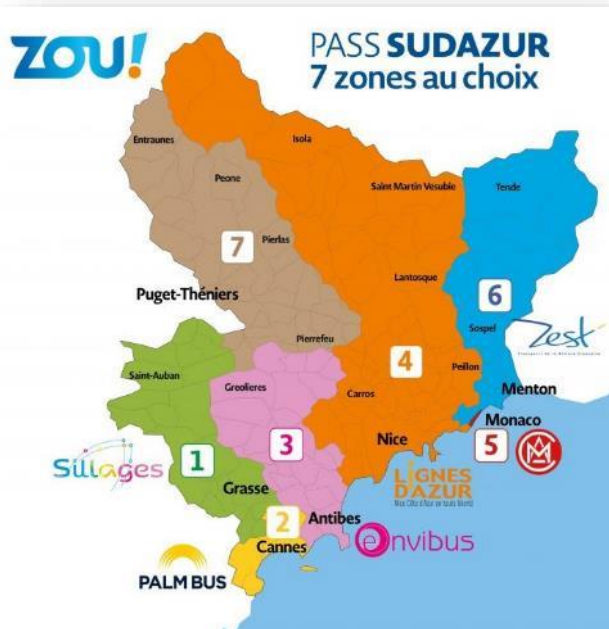 ZOU!
PASS SUDAZUR
7 zones au choix
Entraunes
Isola
Peone
Saint Martin Vesubie
Tende
Pierlas
7
Lantosque
Puget-Théniers
6
Sospel
Zest
Pierrefeu
4
Peillon
Saint-Auban
Greolieres
Carros
Menton
Monaco
Nice
5
Sillages
1
3
LIGNES
D'AZUR
Grasse
2
Antibes
envibus
Cannes
PALM BUS